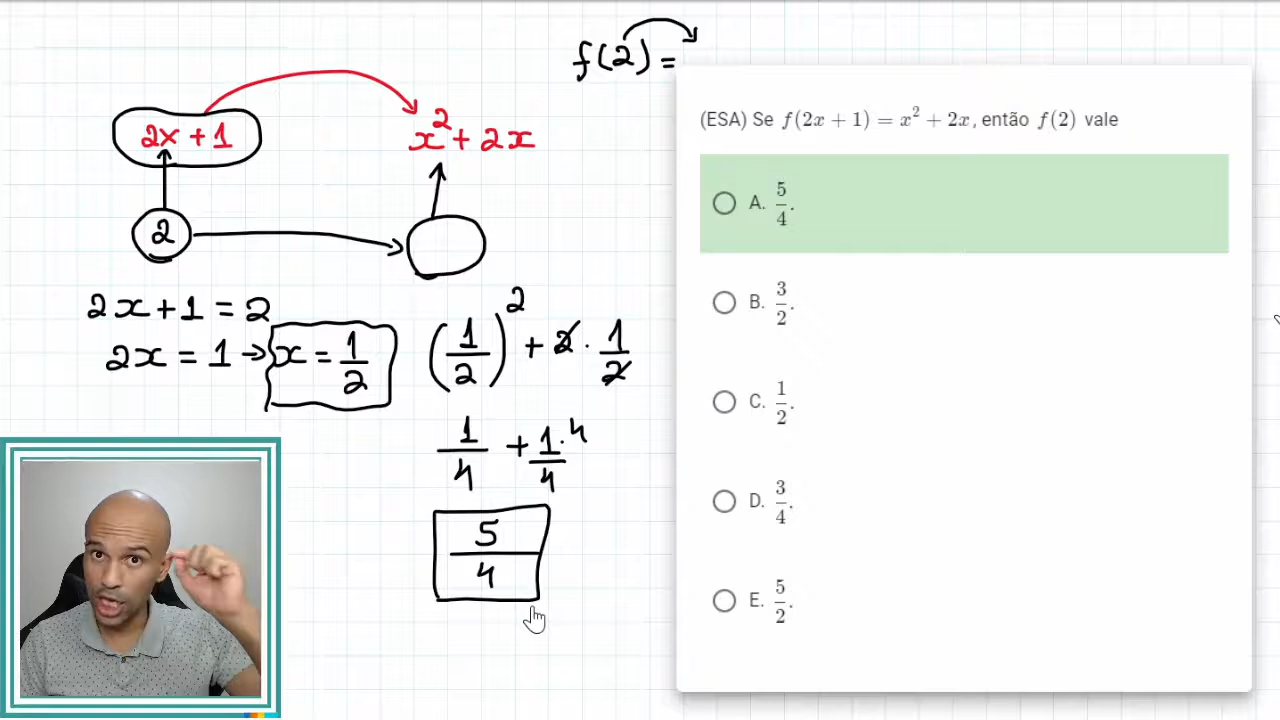 f(2) =
2x + 1
x² + 2x
2
2x + 1 = 2
2x = 1 → x = 1/2
(1/2)² + 2 · 1/2
1/4 + 1·4/4
5/4
(ESA) Se f(2x + 1) = x² + 2x, então f(2) vale
A. 5/4.
B. 3/2.
C. 1/2.
D. 3/4.
E. 5/2.